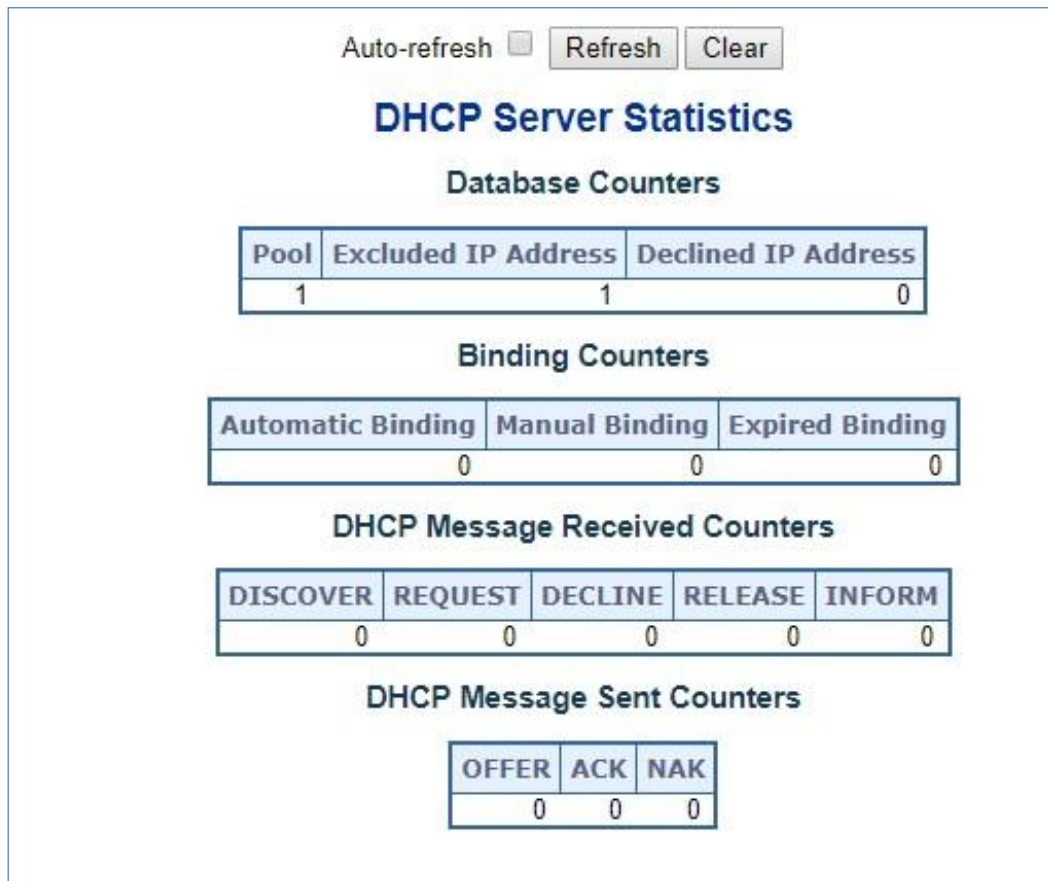 Auto-refresh Refresh Clear
DHCP Server Statistics
Database Counters
Pool Excluded IP Address Declined IP Address
1 1 0
Binding Counters
Automatic Binding Manual Binding Expired Binding
0 0 0
DHCP Message Received Counters
DISCOVER REQUEST DECLINE RELEASE INFORM
0 0 0 0 0
DHCP Message Sent Counters
OFFER ACK NAK
0 0 0